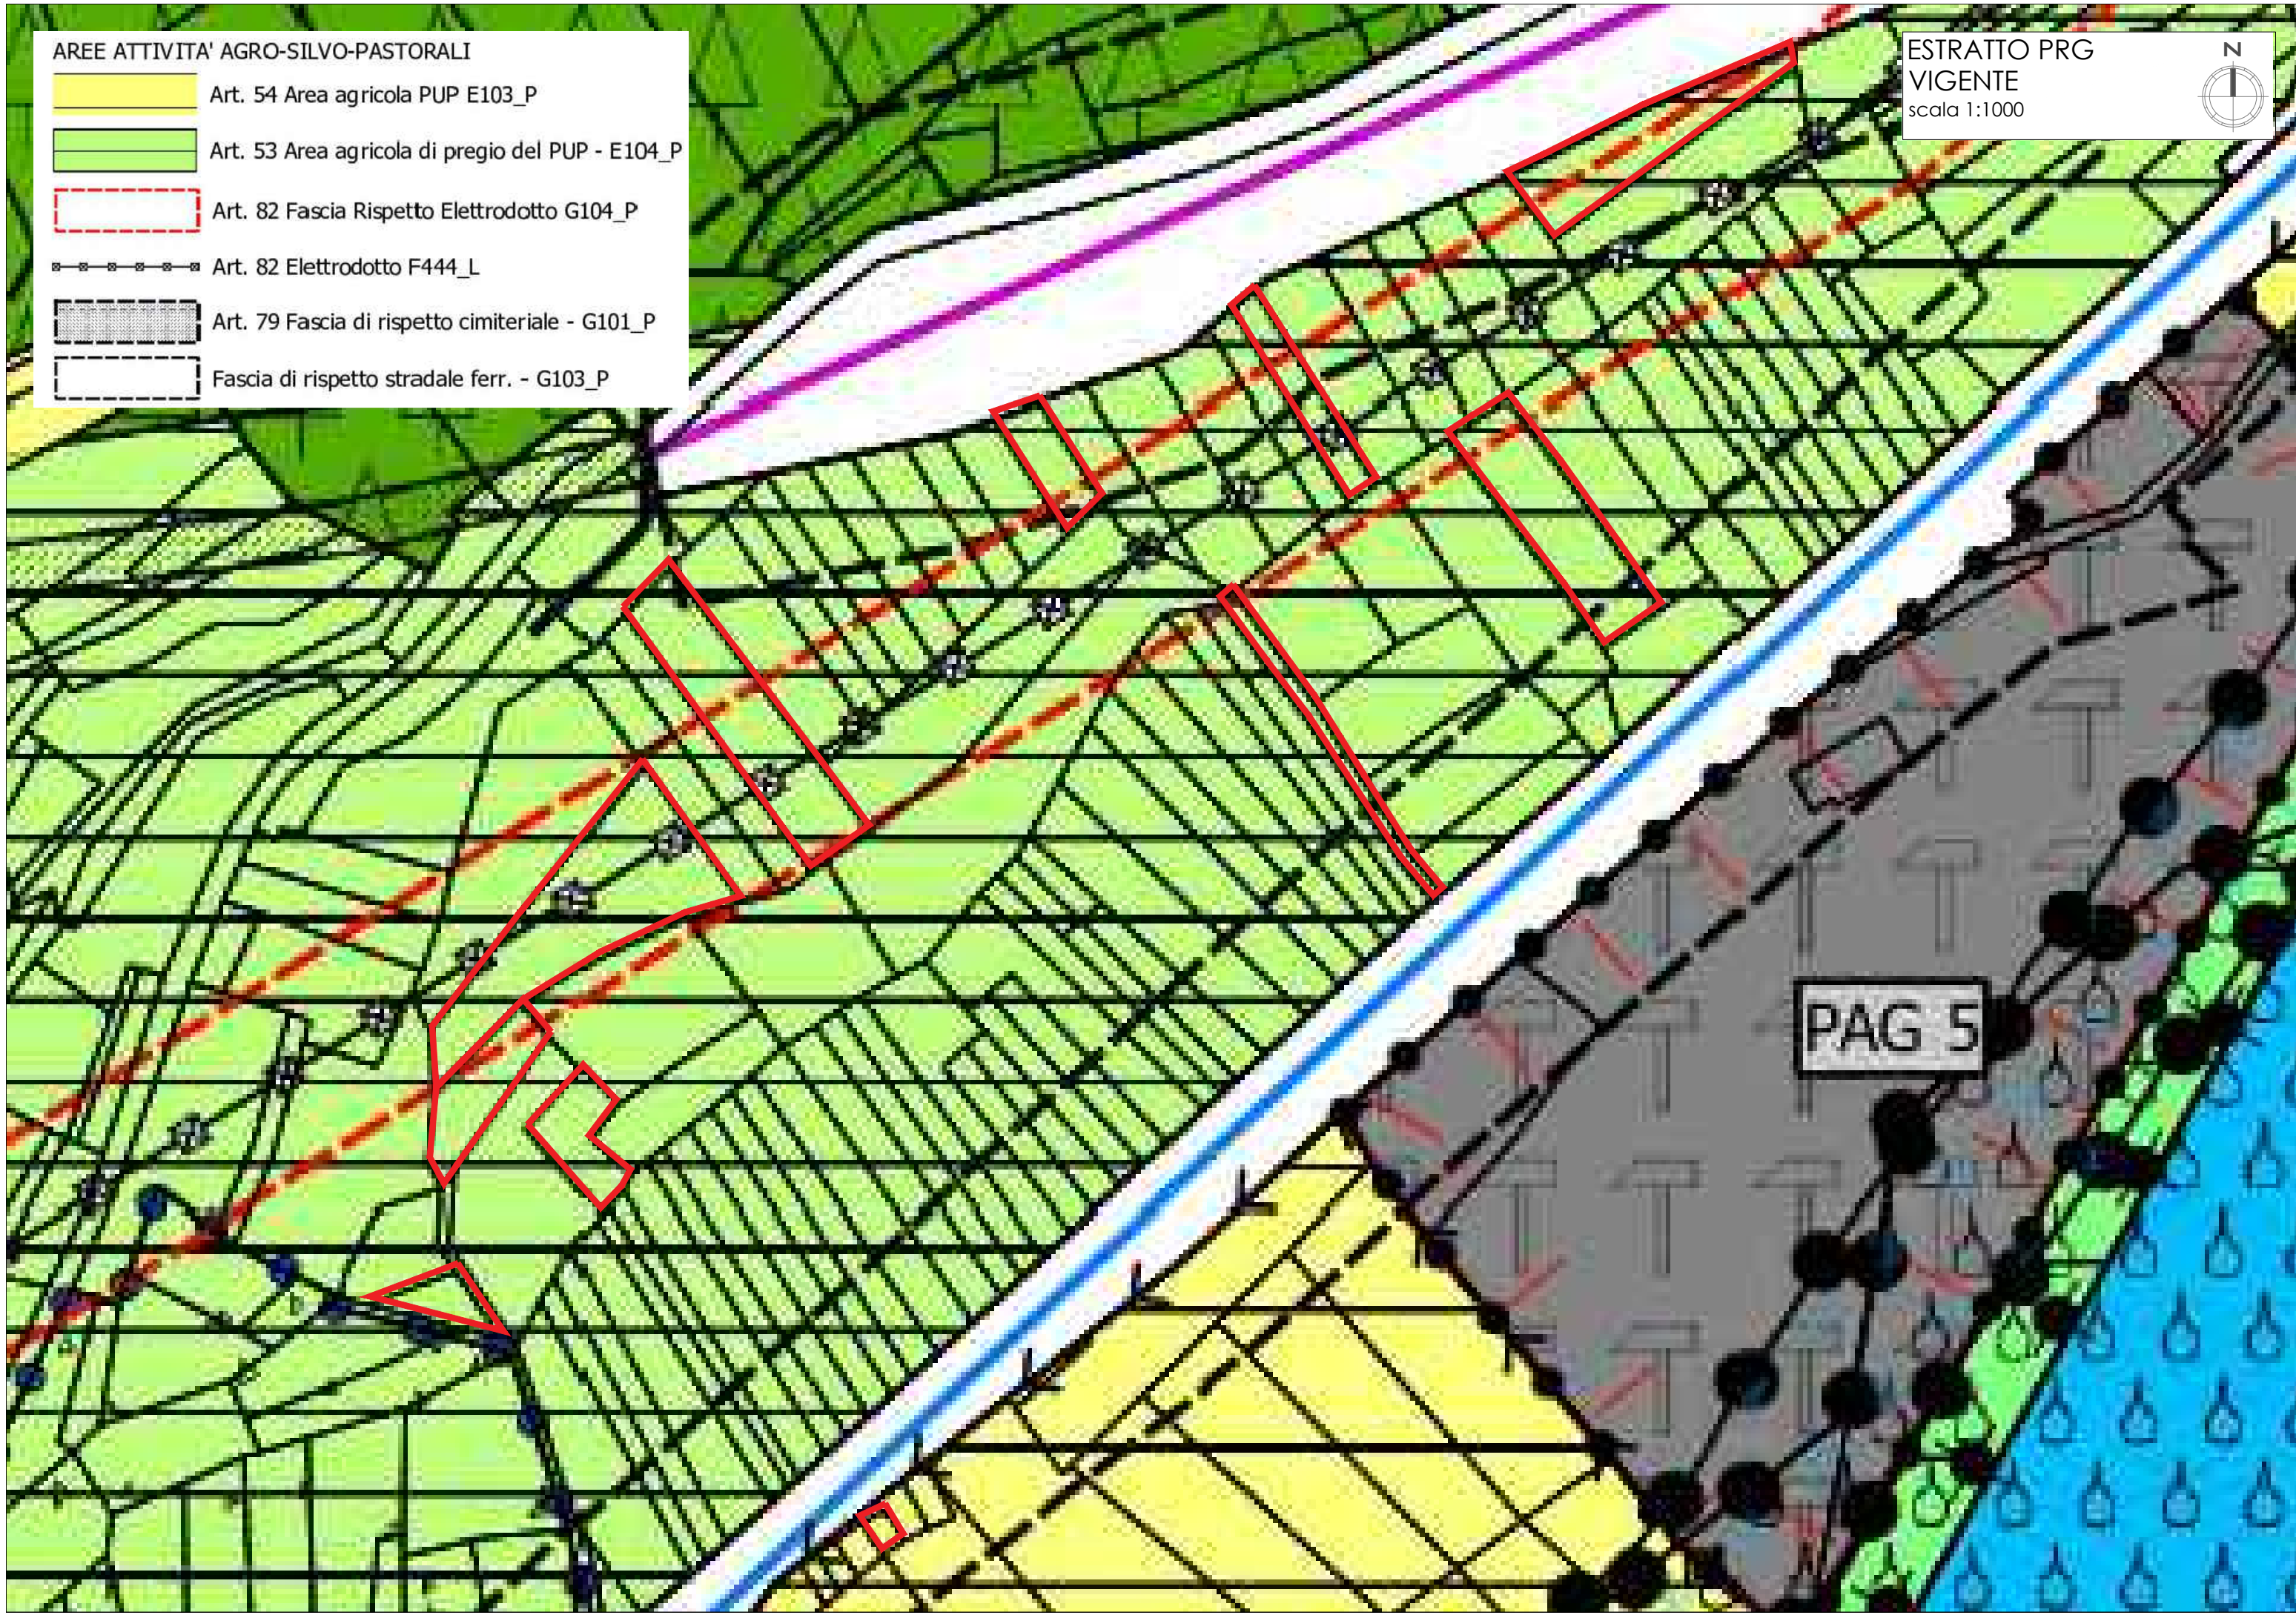 AREE ATTIVITA' AGRO-SILVO-PASTORALI
Art. 54 Area agricola PUP E103_P
Art. 53 Area agricola di pregio del PUP - E104_P
Art. 82 Fascia Rispetto Elettrodotto G104_P
Art. 82 Elettrodotto F444_L
Art. 79 Fascia di rispetto cimiteriale - G101_P
Fascia di rispetto stradale ferr. - G103_P
ESTRATTO PRG
VIGENTE
scala 1:1000
N
PAG 5